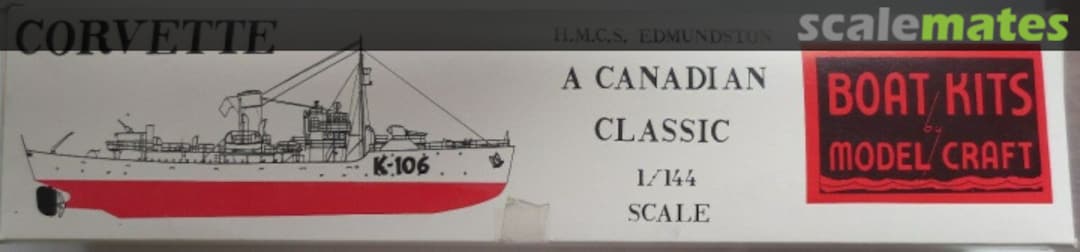 scalemates
CORVETTE
H.M.C.S. EDMUNDSTON
A CANADIAN
CLASSIC
1/144
SCALE
K-106
BOAT KITS
by
MODEL CRAFT